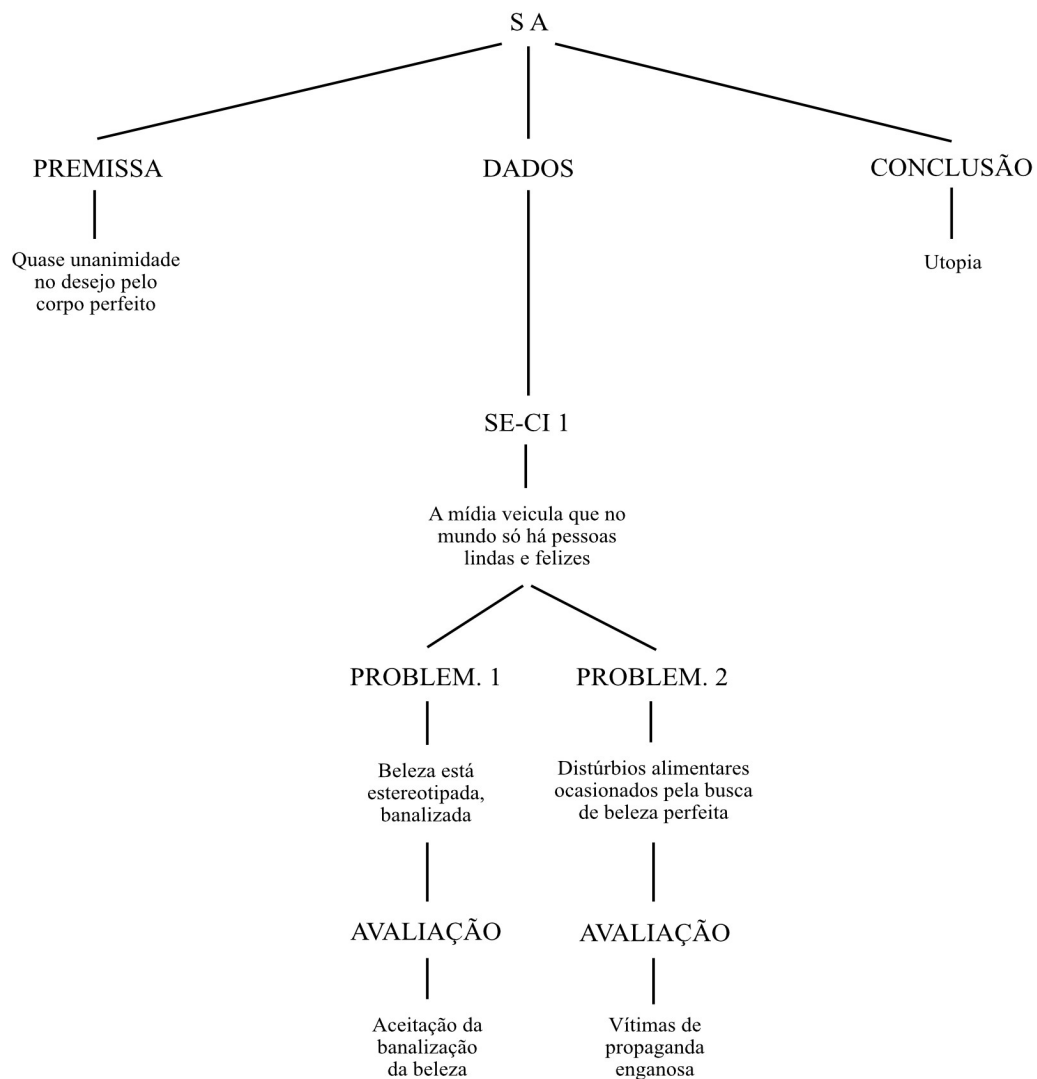 S A
PREMISSA
DADOS
CONCLUSÃO
Quase unanimidade
no desejo pelo
corpo perfeito
Utopia
SE-CI 1
A mídia veicula que no
mundo só há pessoas
lindas e felizes
PROBLEM. 1
PROBLEM. 2
Beleza está
estereotipada,
banalizada
Distúrbios alimentares
ocasionados pela busca
de beleza perfeita
AVALIAÇÃO
AVALIAÇÃO
Aceitação da
banalização
da beleza
Vítimas de
propaganda
enganosa